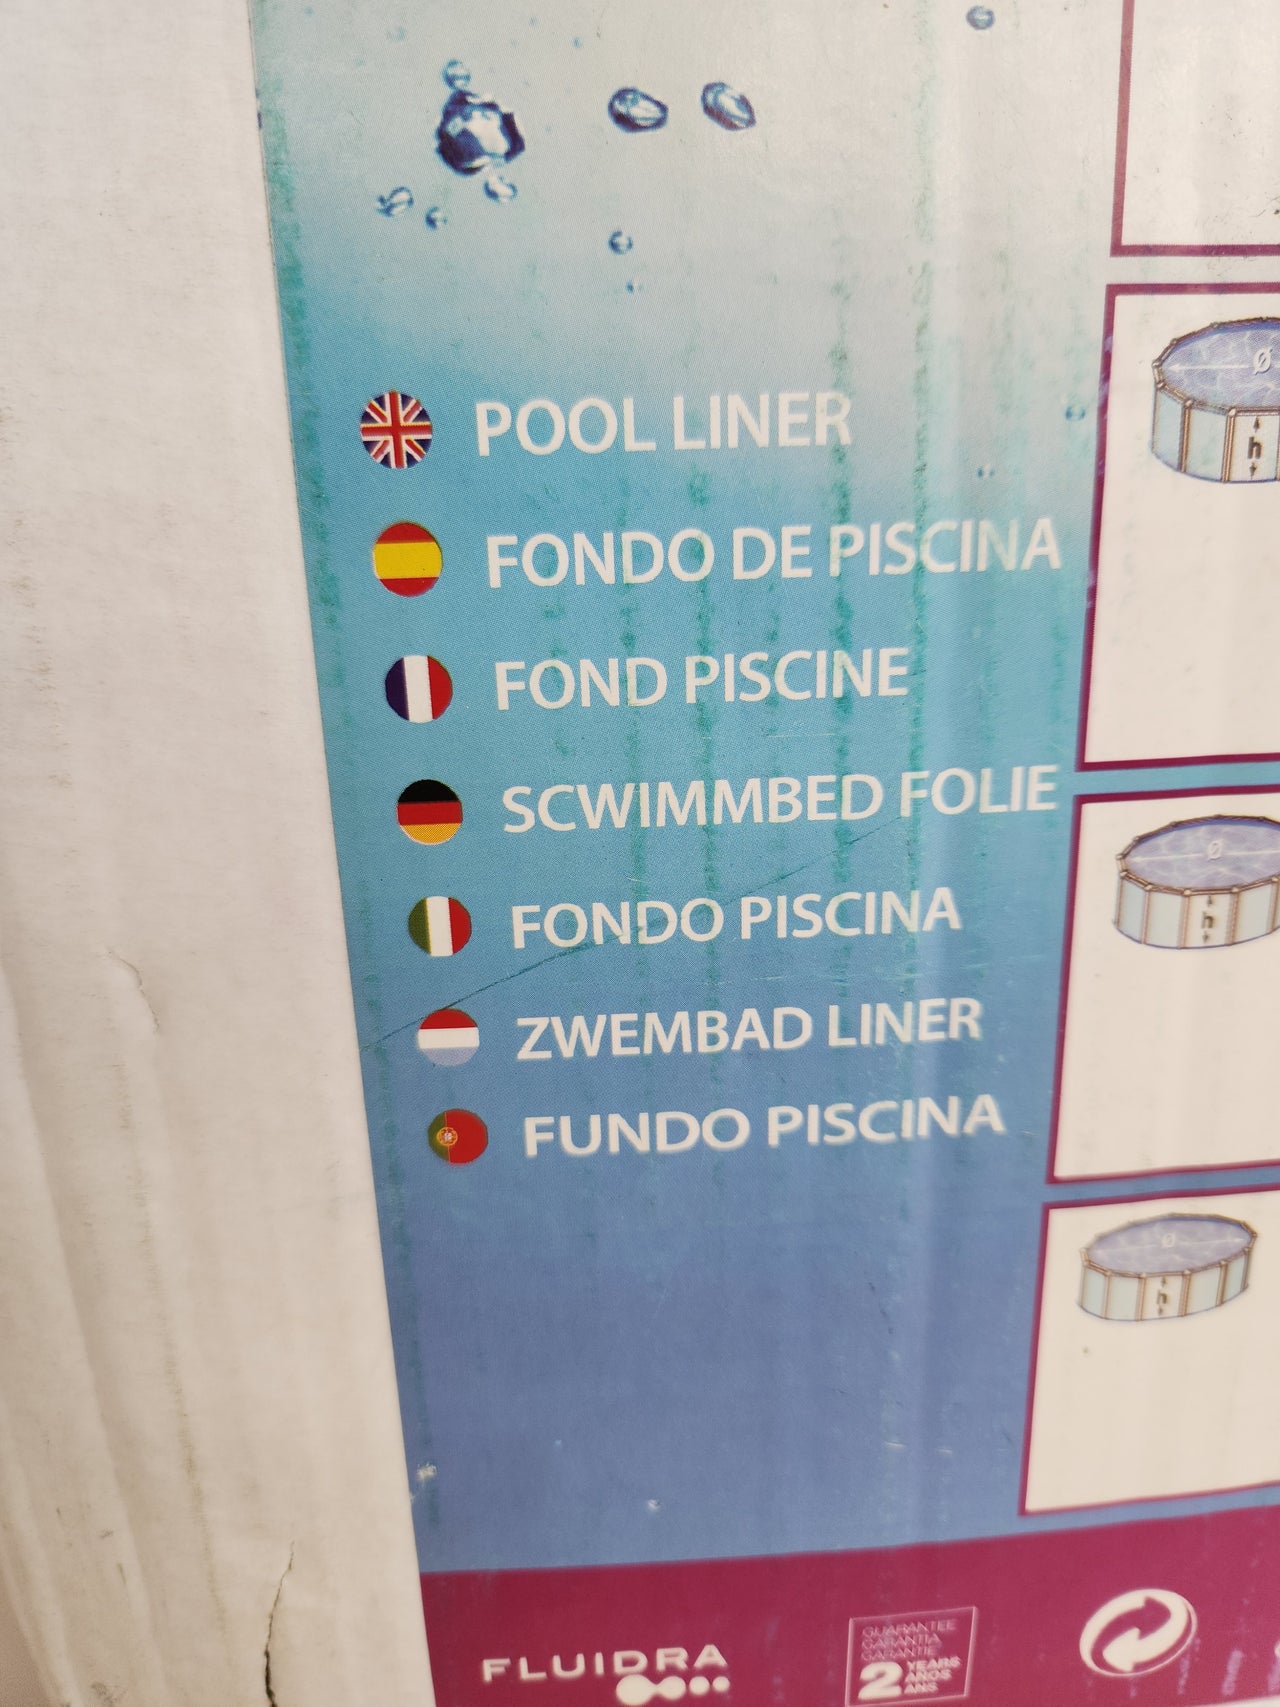 POOL LINER
FONDO DE PISCINA
FOND PISCINE
SCWIMMBED FOLIE
FONDO PISCINA
ZWEMBAD LINER
FUNDO PISCINA
Ø
h
Ø
h
Ø
h
FLUIDRA
GUARANTEE
GARANTIA
GARANTIE
2 YEARS
AÑOS
ANS